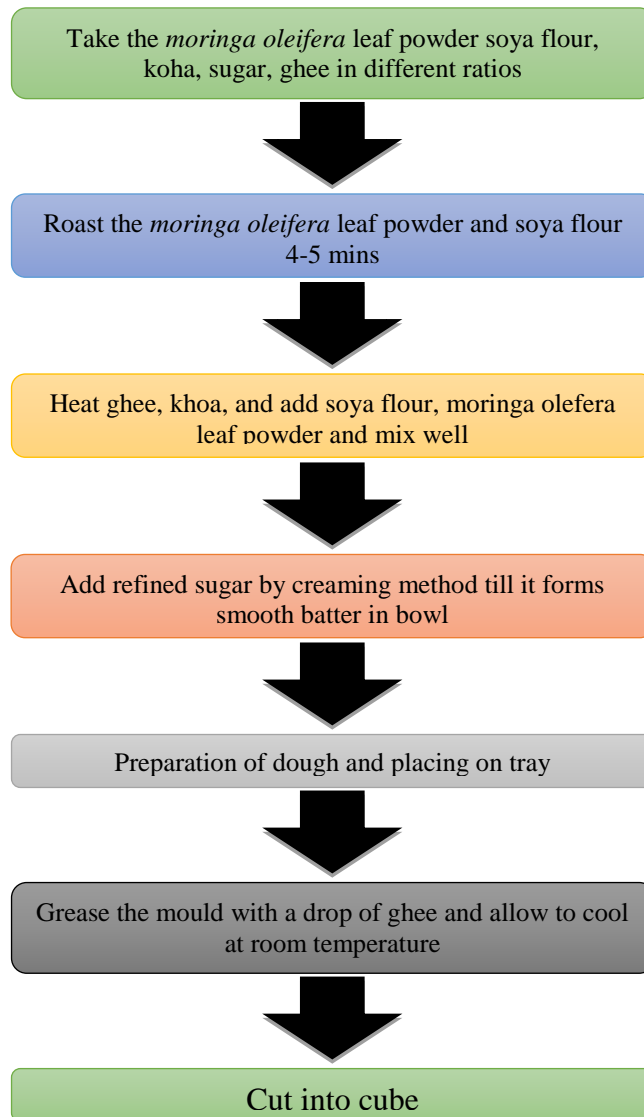 Take the moringa oleifera leaf powder soya flour,
koha, sugar, ghee in different ratios
Roast the moringa oleifera leaf powder and soya flour
4-5 mins
Heat ghee, khoa, and add soya flour, moringa olefera
leaf powder and mix well
Add refined sugar by creaming method till it forms
smooth batter in bowl
Preparation of dough and placing on tray
Grease the mould with a drop of ghee and allow to cool
at room temperature
Cut into cube